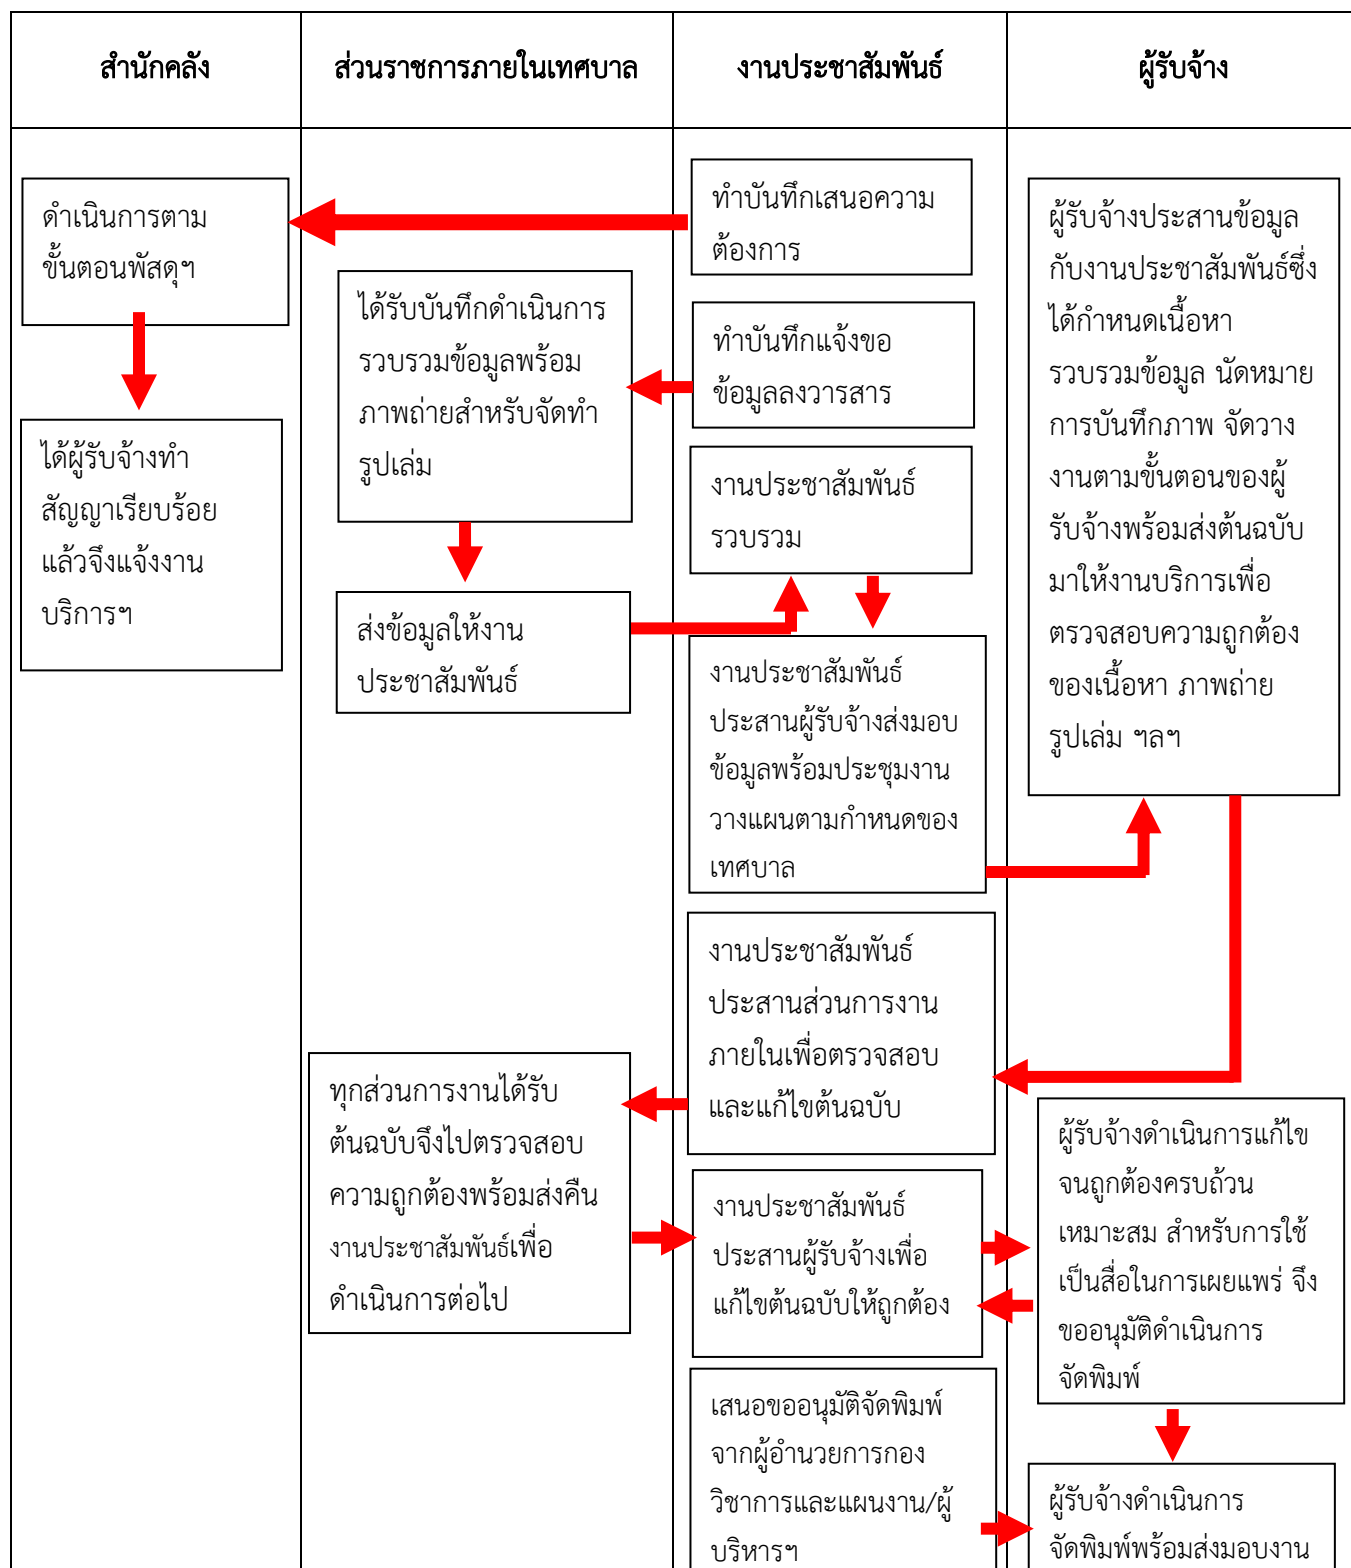 สำนักคลัง
ส่วนราชการภายในเทศบาล
งานประชาสัมพันธ์
ผู้รับจ้าง
ดำเนินการตาม
ขั้นตอนพัสดุฯ
ได้ผู้รับจ้างทำ
สัญญาเรียบร้อย
แล้วจึงแจ้งงาน
บริการฯ
ได้รับบันทึกดำเนินการ
รวบรวมข้อมูลพร้อม
ภาพถ่ายสำหรับจัดทำ
รูปเล่ม
ส่งข้อมูลให้งาน
ประชาสัมพันธ์
ทุกส่วนการงานได้รับ
ต้นฉบับจึงไปตรวจสอบ
ความถูกต้องพร้อมส่งคืน
งานประชาสัมพันธ์เพื่อ
ดำเนินการต่อไป
ทำบันทึกเสนอความ
ต้องการ
ทำบันทึกแจ้งขอ
ข้อมูลลงวารสาร
งานประชาสัมพันธ์
รวบรวม
งานประชาสัมพันธ์
ประสานผู้รับจ้างส่งมอบ
ข้อมูลพร้อมประชุมงาน
วางแผนตามกำหนดของ
เทศบาล
งานประชาสัมพันธ์
ประสานส่วนการงาน
ภายในเพื่อตรวจสอบ
และแก้ไขต้นฉบับ
งานประชาสัมพันธ์
ประสานผู้รับจ้างเพื่อ
แก้ไขต้นฉบับให้ถูกต้อง
เสนอขออนุมัติจัดพิมพ์
จากผู้อำนวยการกอง
วิชาการและแผนงาน/ผู้
บริหารฯ
ผู้รับจ้างประสานข้อมูล
กับงานประชาสัมพันธ์ซึ่ง
ได้กำหนดเนื้อหา
รวบรวมข้อมูล นัดหมาย
การบันทึกภาพ จัดวาง
งานตามขั้นตอนของผู้
รับจ้างพร้อมส่งต้นฉบับ
มาให้งานบริการเพื่อ
ตรวจสอบความถูกต้อง
ของเนื้อหา ภาพถ่าย
รูปเล่ม ฯลฯ
ผู้รับจ้างดำเนินการแก้ไข
จนถูกต้องครบถ้วน
เหมาะสม สำหรับการใช้
เป็นสื่อในการเผยแพร่ จึง
ขออนุมัติดำเนินการ
จัดพิมพ์
ผู้รับจ้างดำเนินการ
จัดพิมพ์พร้อมส่งมอบงาน